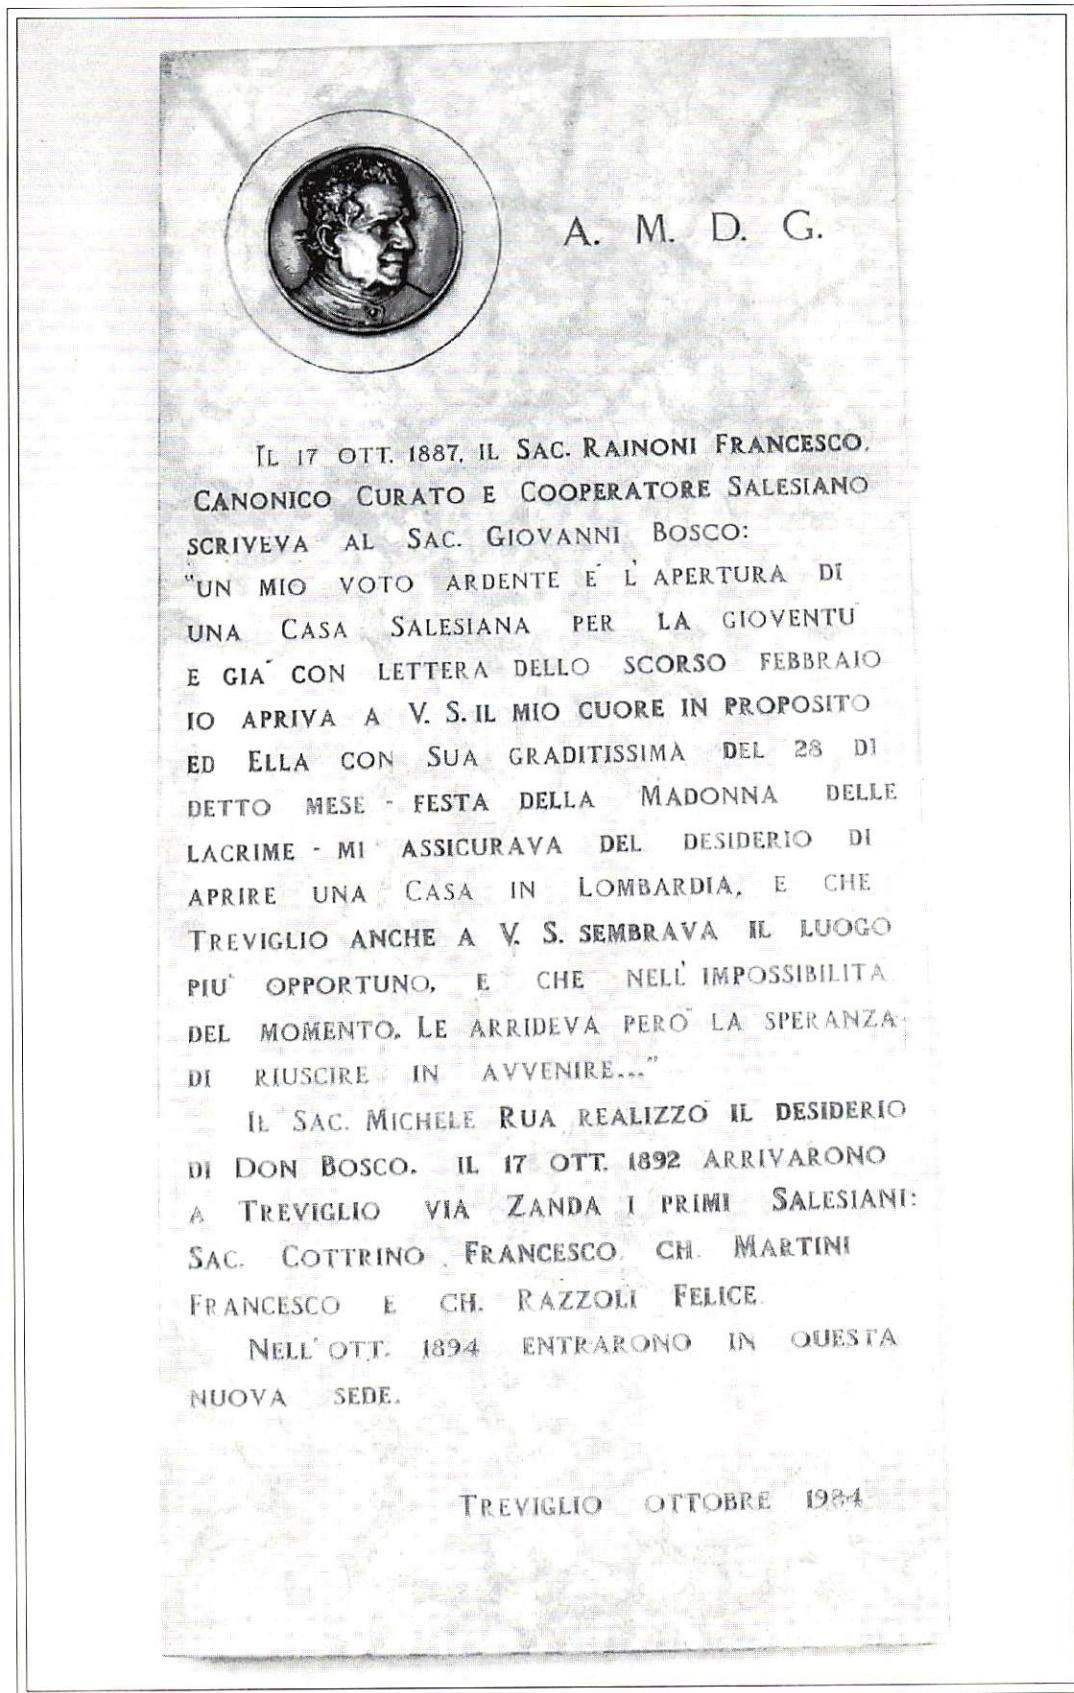 A. M. D. G.
IL 17 OTT. 1887, IL SAC. RAINONI FRANCESCO,
CANONICO CURATO E COOPERATORE SALESIANO
SCRIVEVA AL SAC. GIOVANNI BOSCO:
"UN MIO VOTO ARDENTE E' L'APERTURA DI
UNA CASA SALESIANA PER LA GIOVENTU
E GIA' CON LETTERA DELLO SCORSO FEBBRAIO
IO APRIVA A V. S. IL MIO CUORE IN PROPOSITO
ED ELLA CON SUA GRADITISSIMA DEL 28 DI
DETTO MESE - FESTA DELLA MADONNA DELLE
LACRIME - MI ASSICURAVA DEL DESIDERIO DI
APRIRE UNA CASA IN LOMBARDIA, E CHE
TREVIGLIO ANCHE A V. S. SEMBRAVA IL LUOGO
PIU' OPPORTUNO, E CHE NELL'IMPOSSIBILITA
DEL MOMENTO, LE ARRIDEVA PERO' LA SPERANZA
DI RIUSCIRE IN AVVENIRE..."
IL SAC. MICHELE RUA REALIZZO' IL DESIDERIO
DI DON BOSCO. IL 17 OTT. 1892 ARRIVARONO
A TREVIGLIO VIA ZANDA I PRIMI SALESIANI:
SAC. COTTRINO FRANCESCO, CH. MARTINI
FRANCESCO E CH. RAZZOLI FELICE
NELL'OTT. 1894 ENTRARONO IN QUESTA
NUOVA SEDE.
TREVIGLIO OTTOBRE 1984